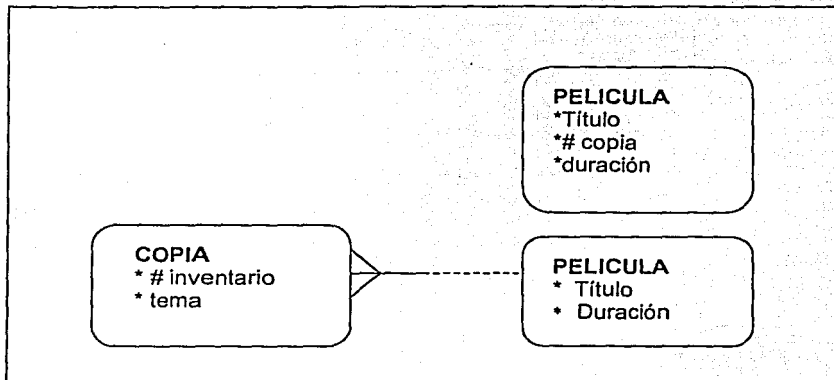 PELICULA
*Título
*# copia
*duración
COPIA
* # inventario
* tema
PELICULA
* Título
* Duración